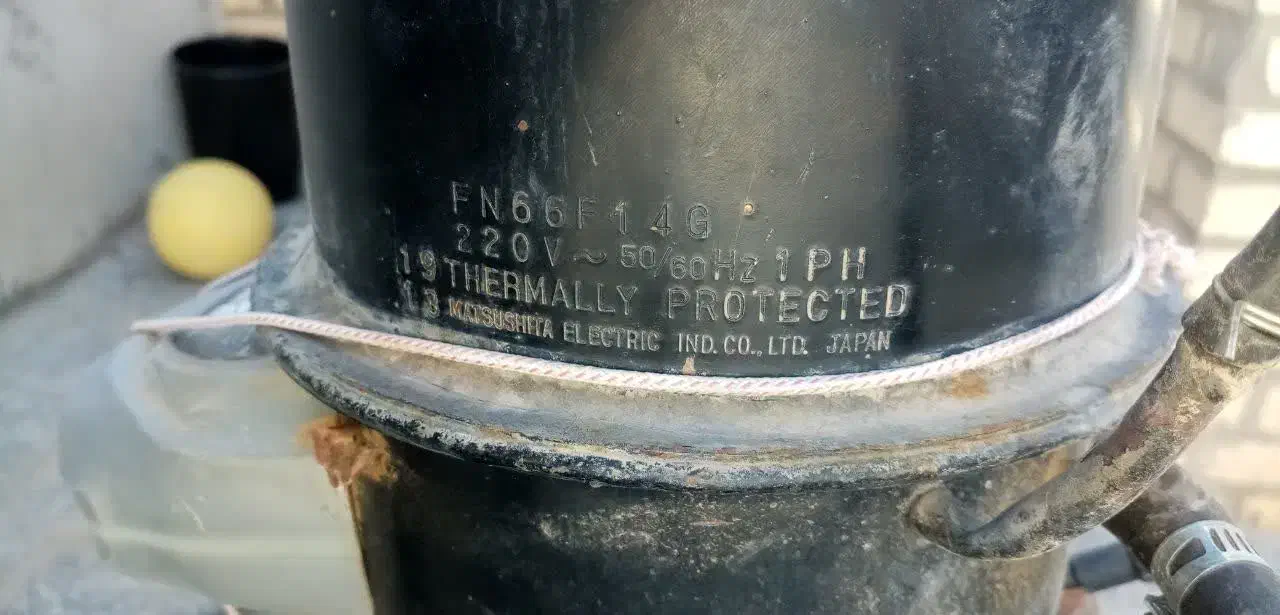 FN66F14G
220V ~ 50/60Hz 1PH
19 THERMALLY PROTECTED
13 MATSUSHITA ELECTRIC IND. CO., LTD. JAPAN